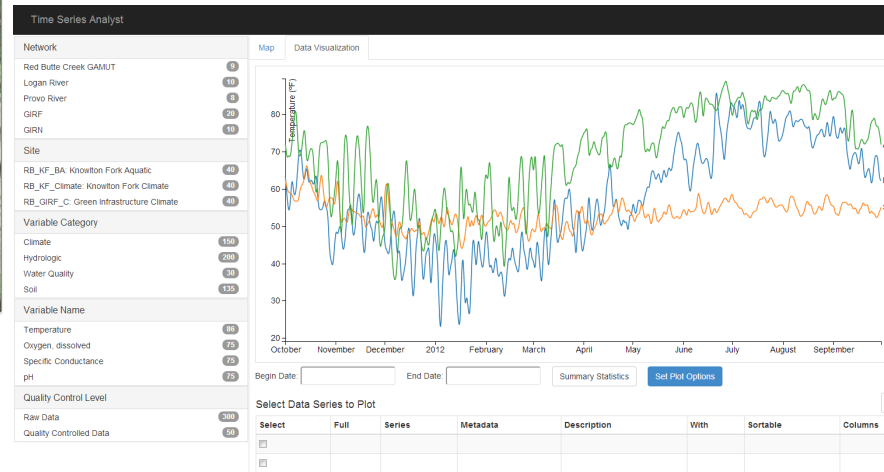 Time Series Analyst
Network
Red Butte Creek GAMUT 9
Logan River 10
Provo River 8
GIRF 20
GIRN 10
Site
RB_KF_BA: Knowlton Fork Aquatic 40
RB_KF_Climate: Knowlton Fork Climate 40
RB_GIRF_C: Green Infrastructure Climate 40
Variable Category
Climate 150
Hydrologic 200
Water Quality 30
Soil 135
Variable Name
Temperature 86
Oxygen, dissolved 75
Specific Conductance 75
pH 75
Quality Control Level
Raw Data 300
Quality Controlled Data 50
Map Data Visualization
Temperature (ºF)
80
70
60
50
40
30
20
October November December 2012 February March April May June July August September
Begin Date: End Date: Summary Statistics Set Plot Options
Select Data Series to Plot
Select Full Series Metadata Description With Sortable Columns